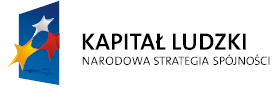 KAPITAŁ LUDZKI
NARODOWA STRATEGIA SPÓJNOŚCI